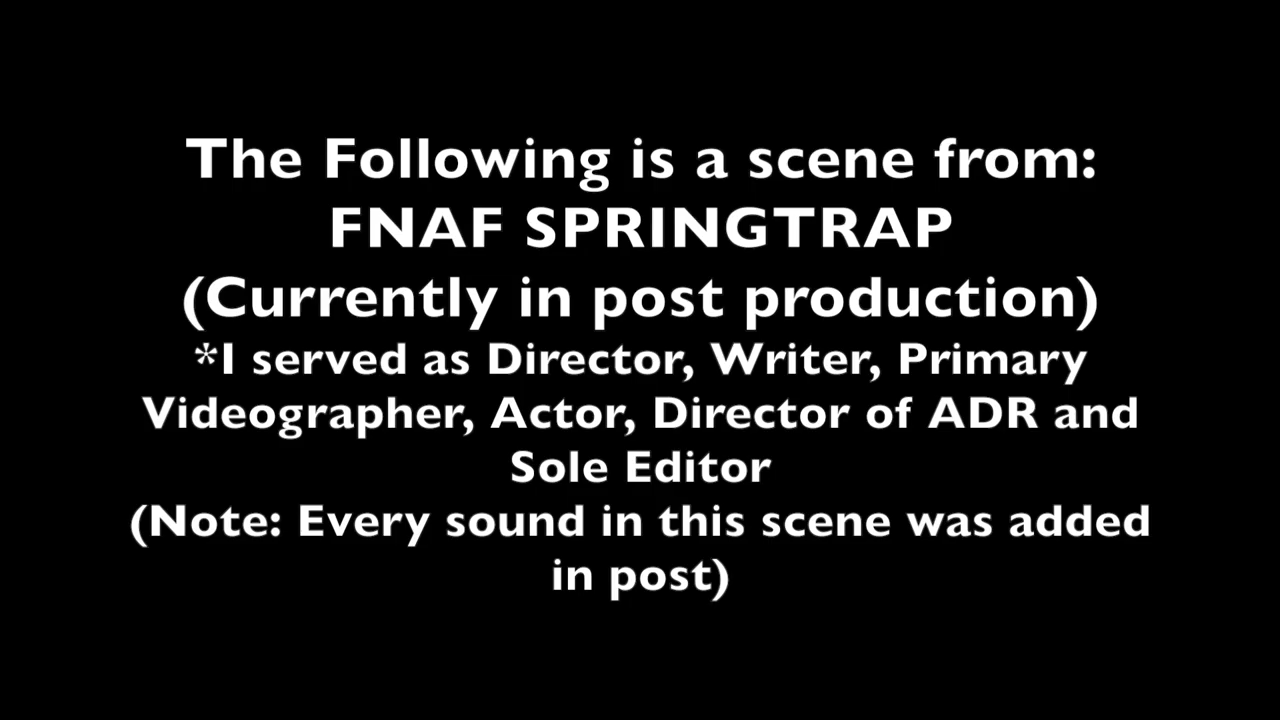 The Following is a scene from:
FNAF SPRINGTRAP
(Currently in post production)
*I served as Director, Writer, Primary
Videographer, Actor, Director of ADR and
Sole Editor
(Note: Every sound in this scene was added
in post)